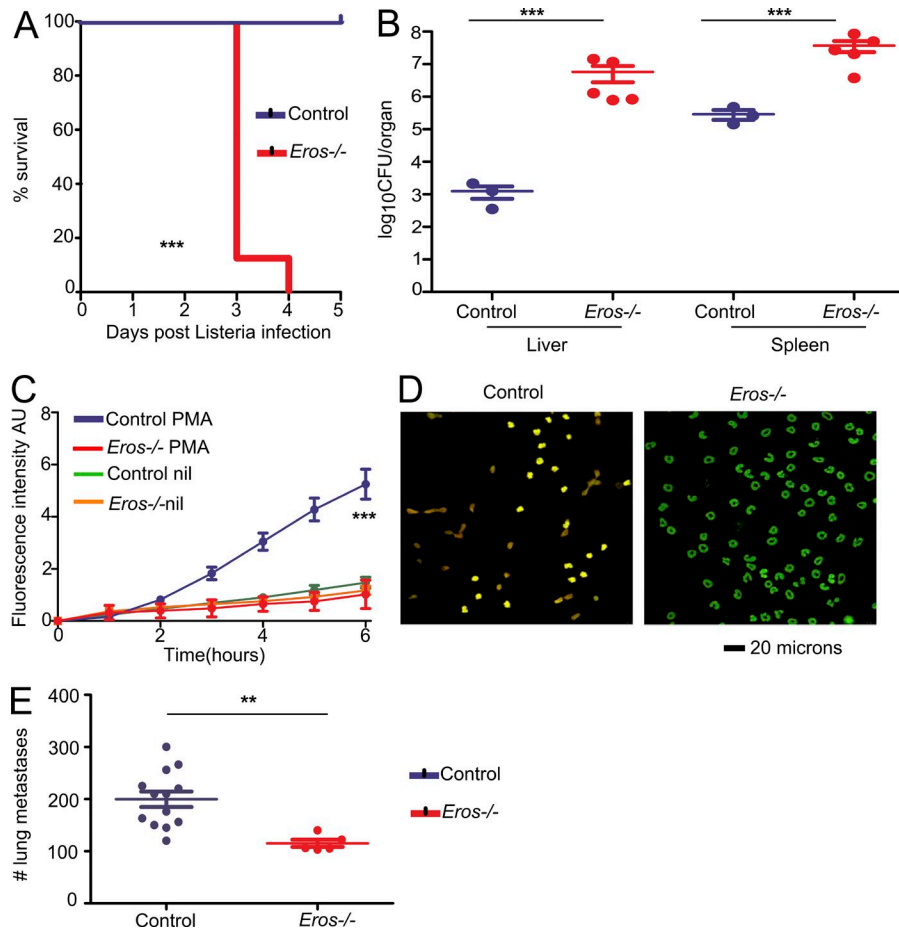 A
100
80
60
40
20
0
% survival
Control
Eros-/-
***
0 1 2 3 4 5
Days post Listeria infection
B
*** ***
8
7
6
5
4
3
2
1
0
log10CFU/organ
Control Eros-/- Control Eros-/-
Liver Spleen
C
8
6
4
2
0
Fluorescence intensity AU
Control PMA
Eros-/- PMA
Control nil
Eros-/-nil
***
0 2 4 6
Time(hours)
D
Control Eros-/-
20 microns
E
400
300
200
100
0
# lung metastases
**
Control
Eros-/-
Control Eros-/-